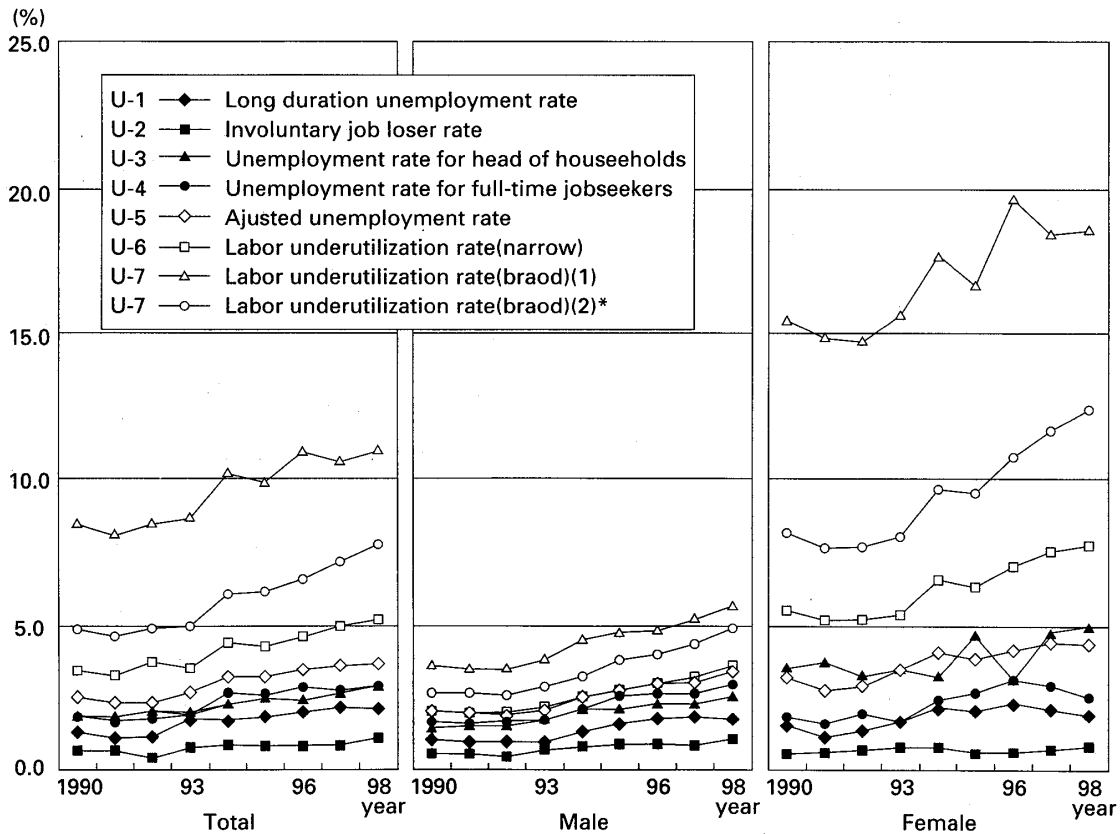 (%)
25.0
20.0
15.0
10.0
5.0
0.0
U-1 Long duration unemployment rate
U-2 Involuntary job loser rate
U-3 Unemployment rate for head of houseeholds
U-4 Unemployment rate for full-time jobseekers
U-5 Ajusted unemployment rate
U-6 Labor underutilization rate(narrow)
U-7 Labor underutilization rate(braod)(1)
U-7 Labor underutilization rate(braod)(2)*
1990 93 96 98
year
Total
1990 93 96 98
year
Male
1990 93 96 98
year
Female